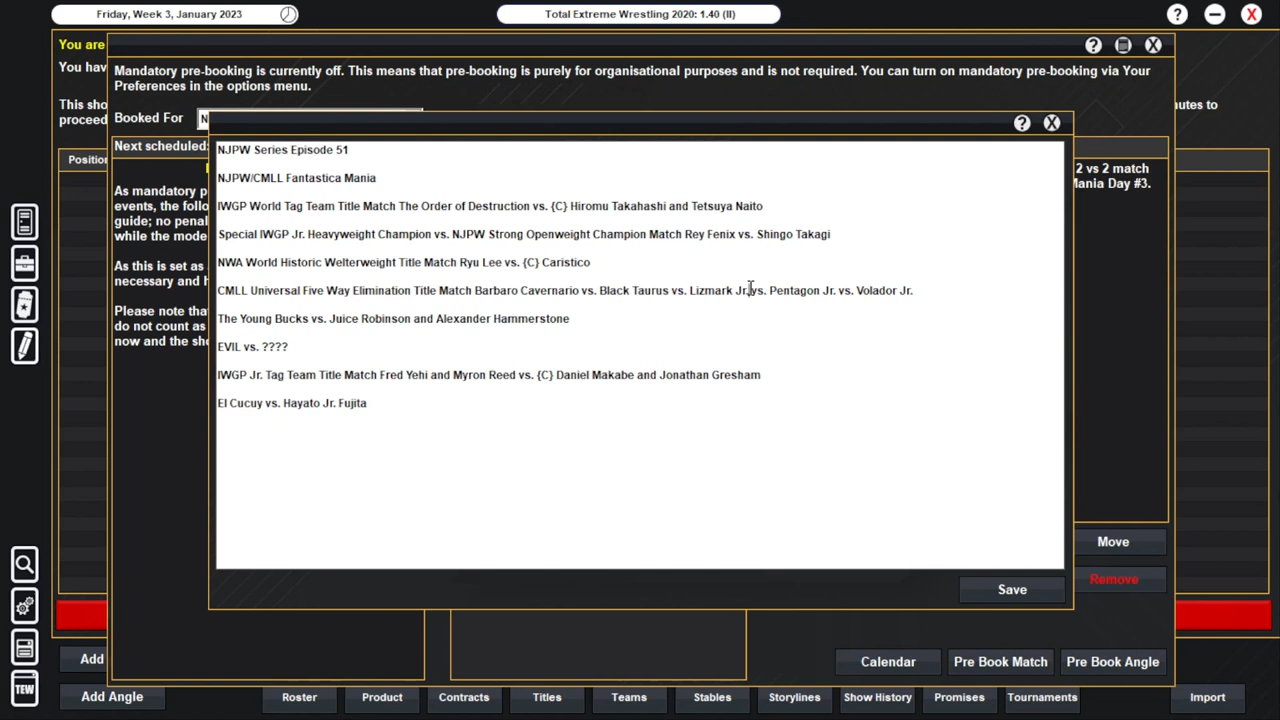 Friday, Week 3, January 2023
Total Extreme Wrestling 2020: 1.40 (II)
? X
You are
? X
You hav
Mandatory pre-booking is currently off. This means that pre-booking is purely for organisational purposes and is not required. You can turn on mandatory pre-booking via Your
Preferences in the options menu.
This sho
nutes to
proceed
Booked For N
? X
Next scheduled:
Position
NJPW Series Episode 51
2 vs 2 match
Mania Day #3.
NJPW/CMLL Fantastica Mania
As mandatory p
events, the follo
guide; no penal
while the mode
IWGP World Tag Team Title Match The Order of Destruction vs. {C} Hiromu Takahashi and Tetsuya Naito
Special IWGP Jr. Heavyweight Champion vs. NJPW Strong Openweight Champion Match Rey Fenix vs. Shingo Takagi
As this is set as
necessary and h
NWA World Historic Welterweight Title Match Ryu Lee vs. {C} Caristico
CMLL Universal Five Way Elimination Title Match Barbaro Cavernario vs. Black Taurus vs. Lizmark Jr. vs. Pentagon Jr. vs. Volador Jr.
Please note that
do not count as
now and the sho
The Young Bucks vs. Juice Robinson and Alexander Hammerstone
EVIL vs. ????
IWGP Jr. Tag Team Title Match Fred Yehi and Myron Reed vs. {C} Daniel Makabe and Jonathan Gresham
El Cucuy vs. Hayato Jr. Fujita
Move
Remove
Save
Add
Calendar Pre Book Match Pre Book Angle
TEW
Add Angle Roster Product Contracts Titles Teams Stables Storylines Show History Promises Tournaments Import